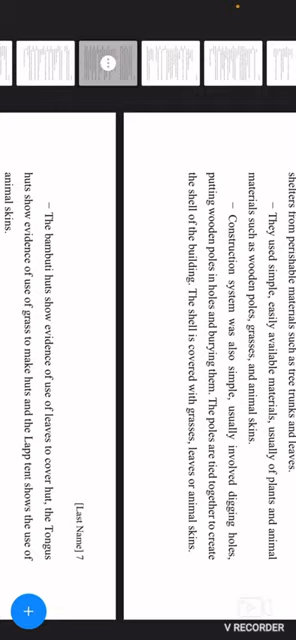 shelters from perishable materials such as tree trunks and leaves.
– They used simple, easily available materials, usually of plants and animal
materials such as wooden poles, grasses, and animal skins.
– Construction system was also simple, usually involved digging holes,
putting wooden poles in holes and burying them. The poles are tied together to create
the shell of the building. The shell is covered with grasses, leaves or animal skins.
[Last Name] 7
– The bambuti huts show evidence of use of leaves to cover hut, the Tongus
huts show evidence of use of grass to make huts and the Lapp tent shows the use of
animal skins.
V RECORDER